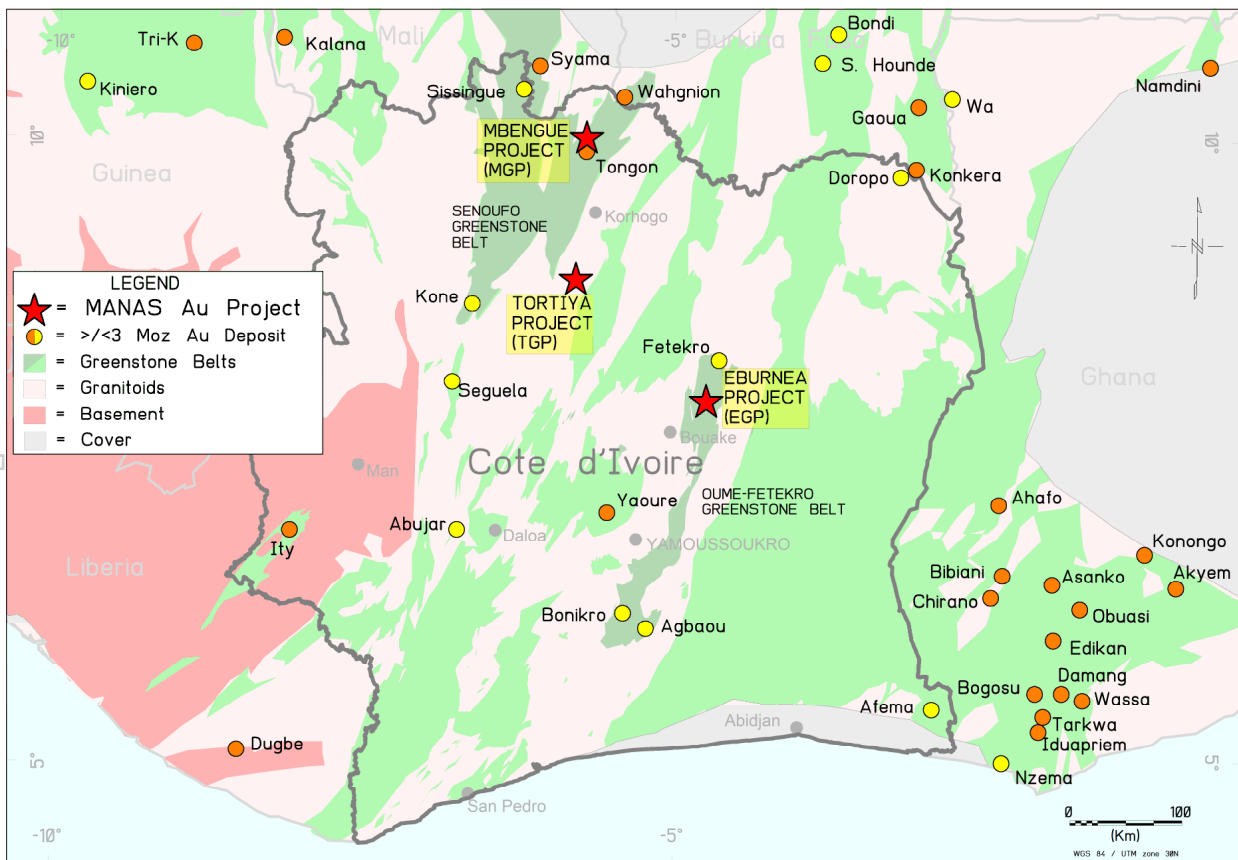 -10°
Tri-K
Kalana
Mali
-5°
Burkina Faso
Bondi
Kiniero
Syama
Sissingue
Wahgnion
S. Hounde
Namdini
Gaoua
Wa
10°
10°
MBENGUE
PROJECT
(MGP)
Tongon
Guinea
Doropo
Konkera
SENOUFO
GREENSTONE
BELT
Korhogo
N
LEGEND
= MANAS Au Project
= >/<3 Moz Au Deposit
= Greenstone Belts
= Granitoids
= Basement
= Cover
Kone
TORTIYA
PROJECT
(TGP)
Fetekro
EBURNEA
PROJECT
(EGP)
Ghana
Seguela
Bouake
Man
Cote d'Ivoire
OUME-FETEKRO
GREENSTONE BELT
Yaoure
Ahafo
Abujar
Daloa
YAMOUSSOUKRO
Ity
Liberia
Konongo
Bibiani
Asanko
Akyem
Chirano
Obuasi
Bonikro
Agbaou
Edikan
Bogosu
Damang
Wassa
Afema
Abidjan
Tarkwa
Iduapriem
Dugbe
Nzema
5°
5°
San Pedro
0 100
(Km)
-10°
-5°
WGS 84 / UTM zone 30N